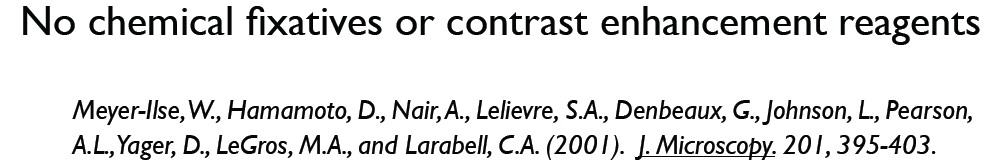 No chemical fixatives or contrast enhancement reagents
Meyer-Ilse, W., Hamamoto, D., Nair, A., Lelievre, S.A., Denbeaux, G., Johnson, L., Pearson,
A.L., Yager, D., LeGros, M.A., and Larabell, C.A. (2001). J. Microscopy. 201, 395-403.